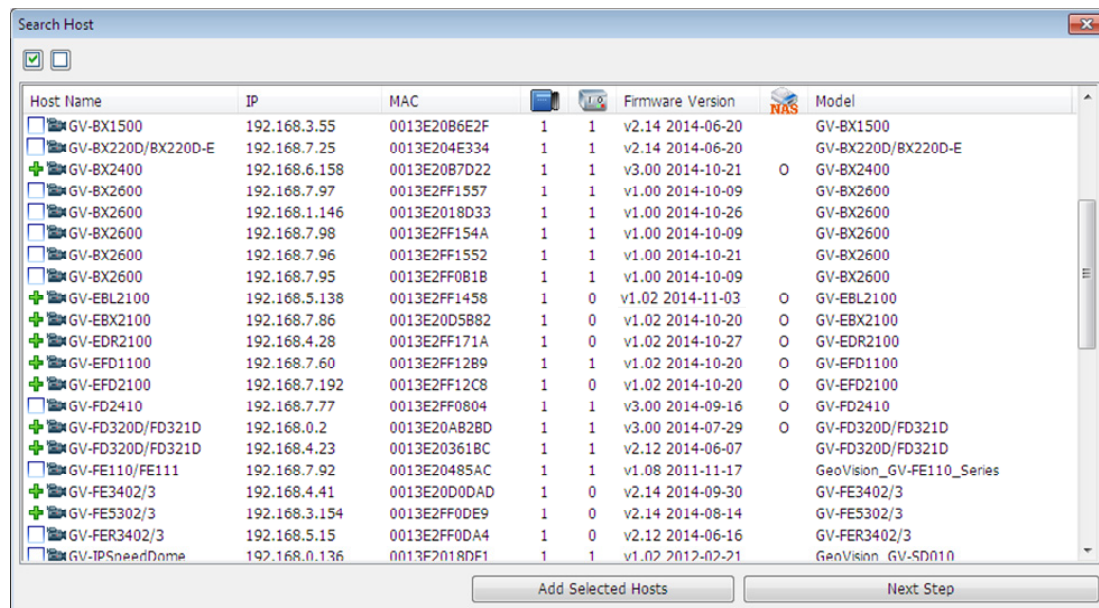 Search Host
Host Name IP MAC Firmware Version NAS Model
GV-BX1500 192.168.3.55 0013E20B6E2F 1 1 v2.14 2014-06-20 GV-BX1500
GV-BX220D/BX220D-E 192.168.7.25 0013E204E334 1 1 v2.14 2014-06-20 GV-BX220D/BX220D-E
GV-BX2400 192.168.6.158 0013E20B7D22 1 1 v3.00 2014-10-21 O GV-BX2400
GV-BX2600 192.168.7.97 0013E2FF1557 1 1 v1.00 2014-10-09 GV-BX2600
GV-BX2600 192.168.1.146 0013E2018D33 1 1 v1.00 2014-10-26 GV-BX2600
GV-BX2600 192.168.7.98 0013E2FF154A 1 1 v1.00 2014-10-09 GV-BX2600
GV-BX2600 192.168.7.96 0013E2FF1552 1 1 v1.00 2014-10-21 GV-BX2600
GV-BX2600 192.168.7.95 0013E2FF0B1B 1 1 v1.00 2014-10-09 GV-BX2600
GV-EBL2100 192.168.5.138 0013E2FF1458 1 0 v1.02 2014-11-03 O GV-EBL2100
GV-EBX2100 192.168.7.86 0013E20D5B82 1 0 v1.02 2014-10-20 O GV-EBX2100
GV-EDR2100 192.168.4.28 0013E2FF171A 1 0 v1.02 2014-10-27 O GV-EDR2100
GV-EFD1100 192.168.7.60 0013E2FF12B9 1 1 v1.02 2014-10-20 O GV-EFD1100
GV-EFD2100 192.168.7.192 0013E2FF12C8 1 0 v1.02 2014-10-20 O GV-EFD2100
GV-FD2410 192.168.7.77 0013E2FF0804 1 1 v3.00 2014-09-16 O GV-FD2410
GV-FD320D/FD321D 192.168.0.2 0013E20AB2BD 1 1 v3.00 2014-07-29 O GV-FD320D/FD321D
GV-FD320D/FD321D 192.168.4.23 0013E20361BC 1 1 v2.12 2014-06-07 GV-FD320D/FD321D
GV-FE110/FE111 192.168.7.92 0013E20485AC 1 1 v1.08 2011-11-17 GeoVision_GV-FE110_Series
GV-FE3402/3 192.168.4.41 0013E20D0DAD 1 0 v2.14 2014-09-30 GV-FE3402/3
GV-FE5302/3 192.168.3.154 0013E2FF0DE9 1 0 v2.14 2014-08-14 GV-FE5302/3
GV-FER3402/3 192.168.5.15 0013E2FF0DA4 1 0 v2.12 2014-06-16 GV-FER3402/3
GV-IPSpeedDome 192.168.0.136 0013E2018DF1 1 1 v1.02 2012-02-21 GeoVision_GV-SD010
Add Selected Hosts Next Step